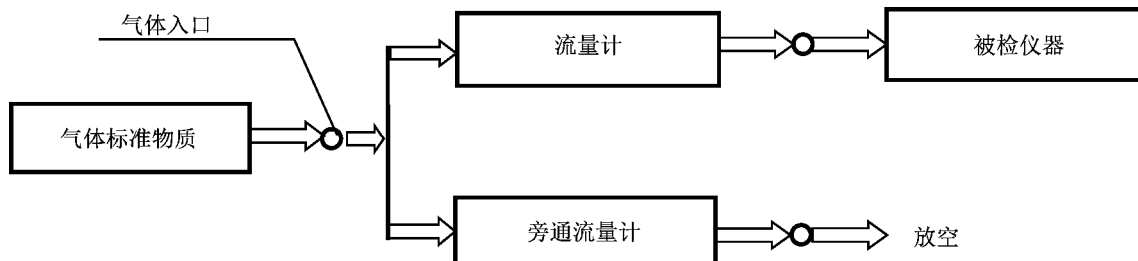 气体入口
流量计
被检仪器
气体标准物质
旁通流量计
放空